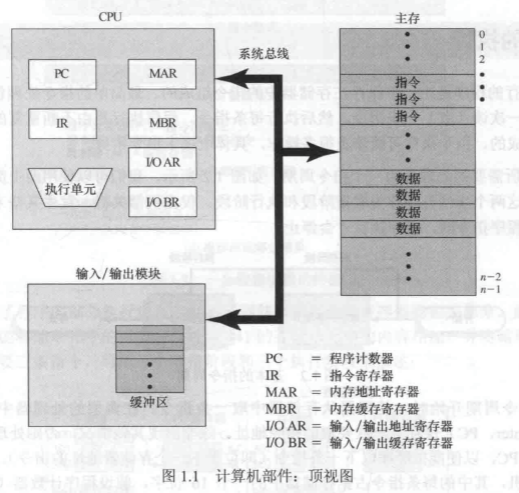 CPU
主存
系统总线
PC
MAR
IR
MBR
执行单元
I/O AR
I/O BR
0
1
2
指令
指令
指令
数据
数据
数据
数据
n−2
n−1
输入/输出模块
缓冲区
PC = 程序计数器
IR = 指令寄存器
MAR = 内存地址寄存器
MBR = 内存缓存寄存器
I/O AR = 输入/输出地址寄存器
I/O BR = 输入/输出缓存寄存器
图 1.1 计算机部件：顶视图